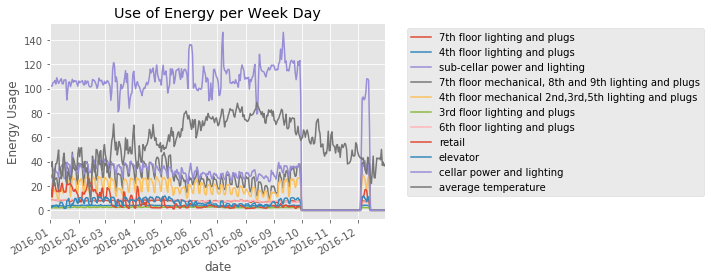 Use of Energy per Week Day
Energy Usage
140
120
100
80
60
40
20
0
2016-01
2016-02
2016-03
2016-04
2016-05
2016-06
2016-07
2016-08
2016-09
2016-10
2016-11
2016-12
date
7th floor lighting and plugs
4th floor lighting and plugs
sub-cellar power and lighting
7th floor mechanical, 8th and 9th lighting and plugs
4th floor mechanical 2nd,3rd,5th lighting and plugs
3rd floor lighting and plugs
6th floor lighting and plugs
retail
elevator
cellar power and lighting
average temperature